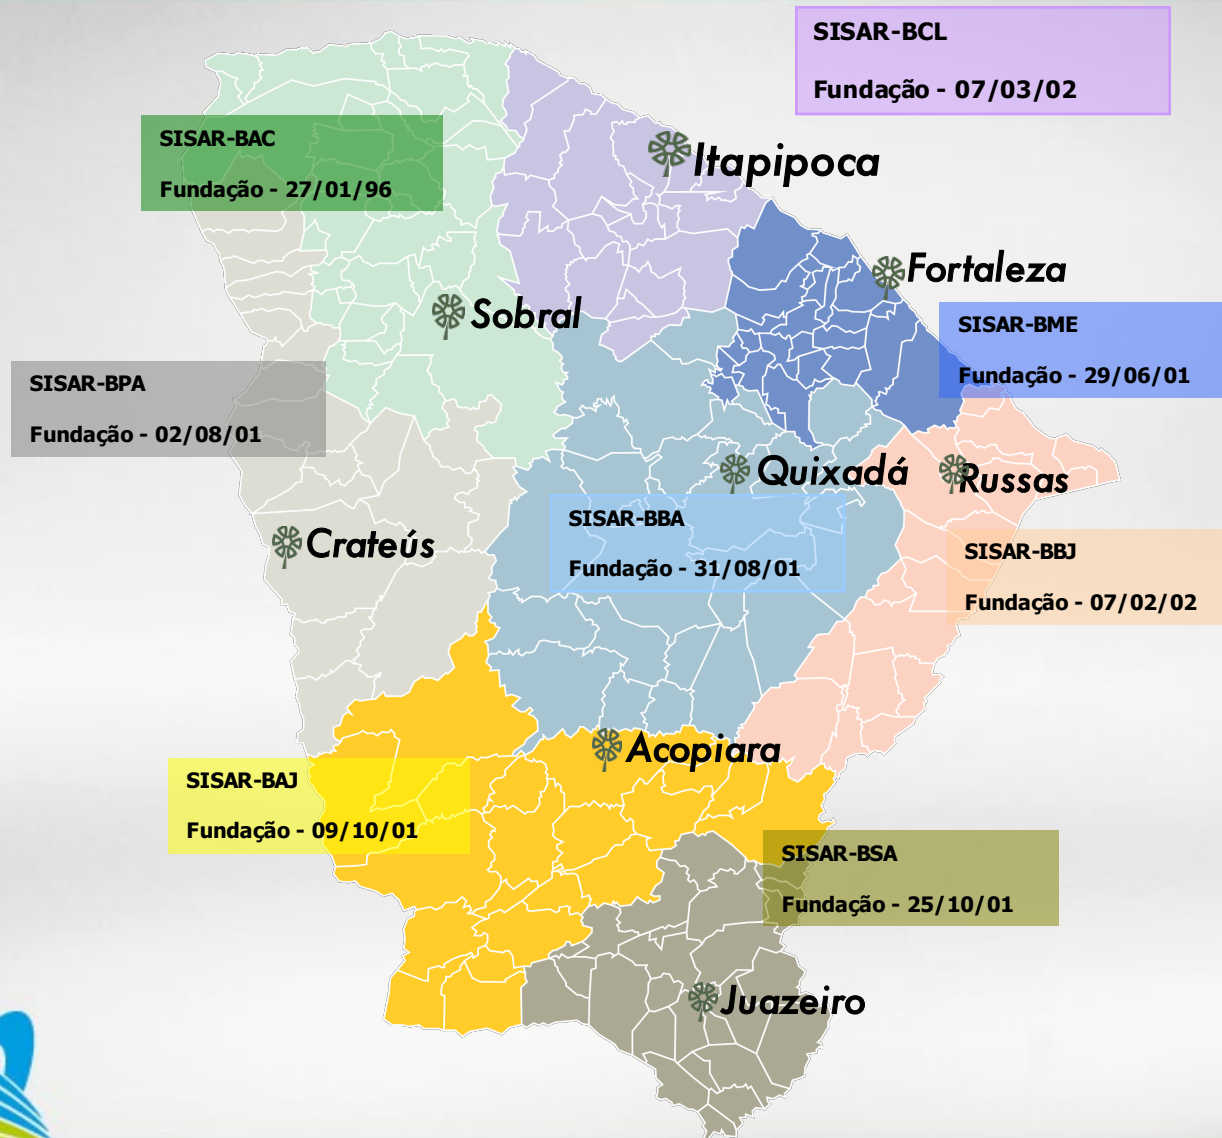 SISAR-BCL
Fundação - 07/03/02
SISAR-BAC
Fundação - 27/01/96
Itapipoca
Fortaleza
Sobral
SISAR-BME
Fundação - 29/06/01
SISAR-BPA
Fundação - 02/08/01
Quixadá
Russas
SISAR-BBA
Fundação - 31/08/01
Crateús
SISAR-BBJ
Fundação - 07/02/02
Acopiara
SISAR-BAJ
Fundação - 09/10/01
SISAR-BSA
Fundação - 25/10/01
Juazeiro